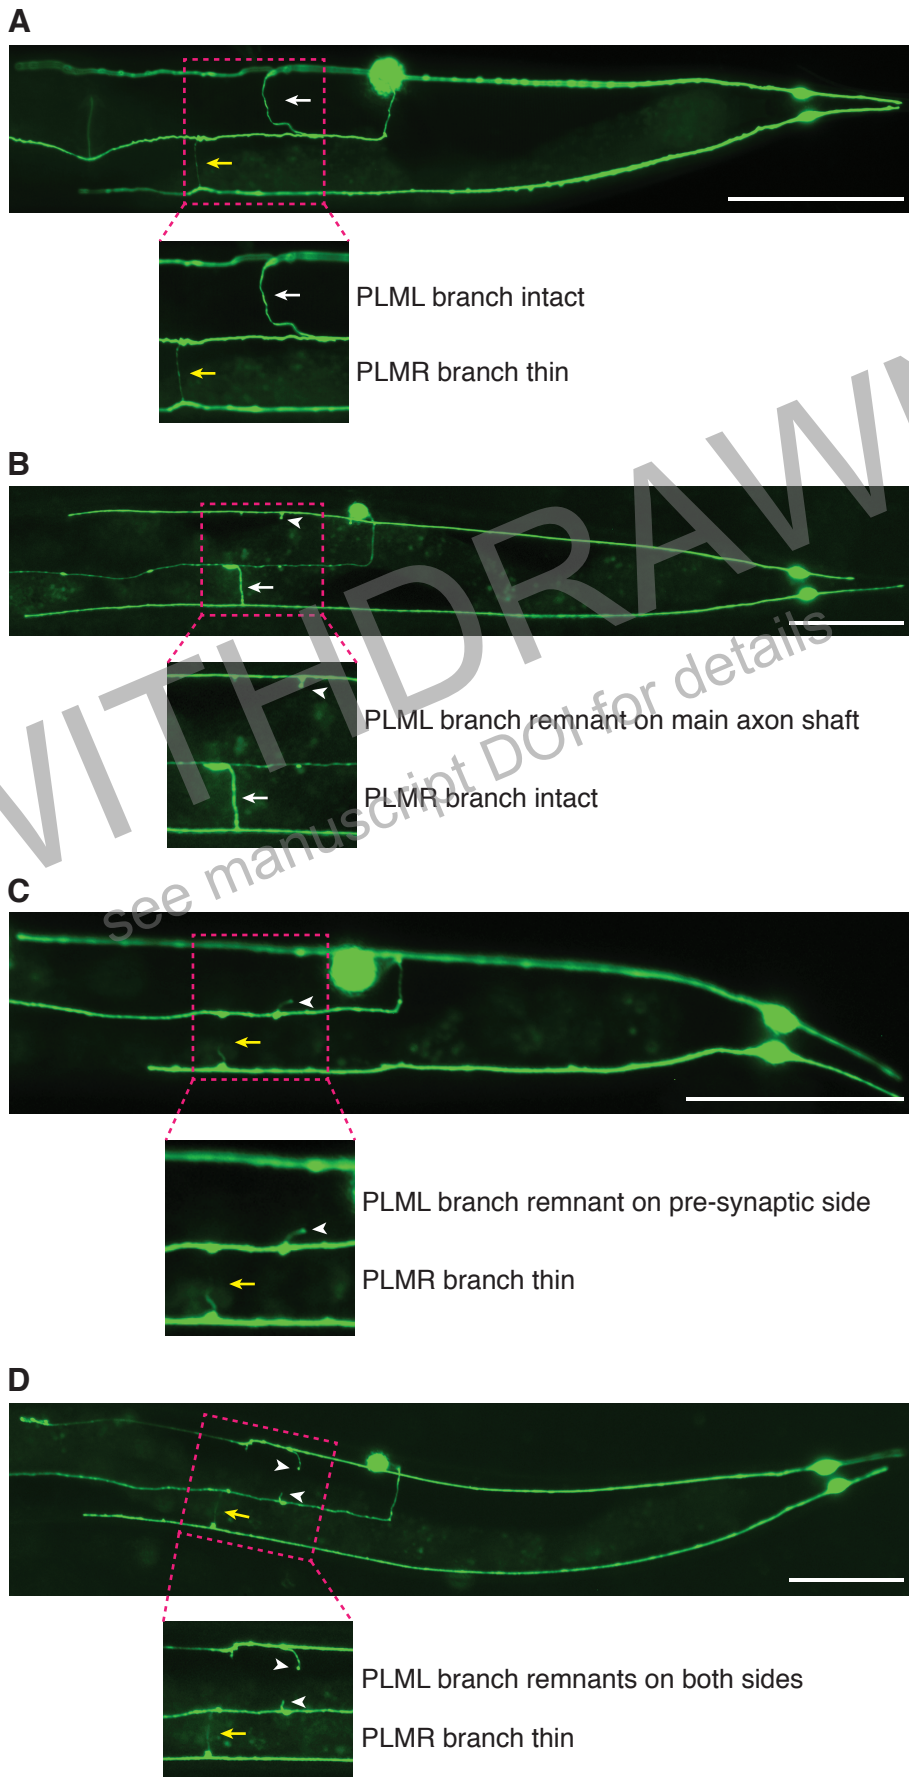 A
PLML branch intact
PLMR branch thin
B
WITHDRAWN
see manuscript DOI for details
PLML branch remnant on main axon shaft
PLMR branch intact
C
PLML branch remnant on pre-synaptic side
PLMR branch thin
D
PLML branch remnants on both sides
PLMR branch thin